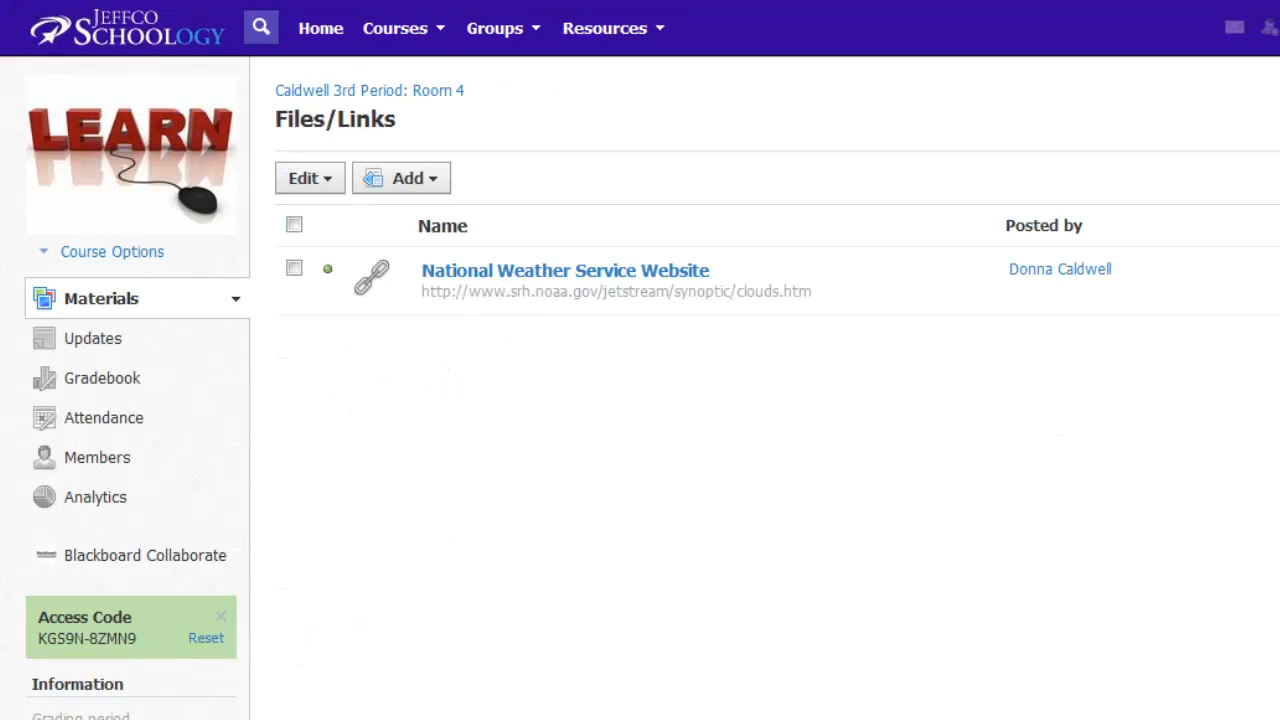 JEFFCO
SCHOOLOGY
Home Courses Groups Resources
LEARN
Course Options
Materials
Updates
Gradebook
Attendance
Members
Analytics
Blackboard Collaborate
Access Code
KGS9N-8ZMN9 Reset
Information
Grading period
Caldwell 3rd Period: Room 4
Files/Links
Edit Add
Name Posted by
National Weather Service Website Donna Caldwell
http://www.srh.noaa.gov/jetstream/synoptic/clouds.htm